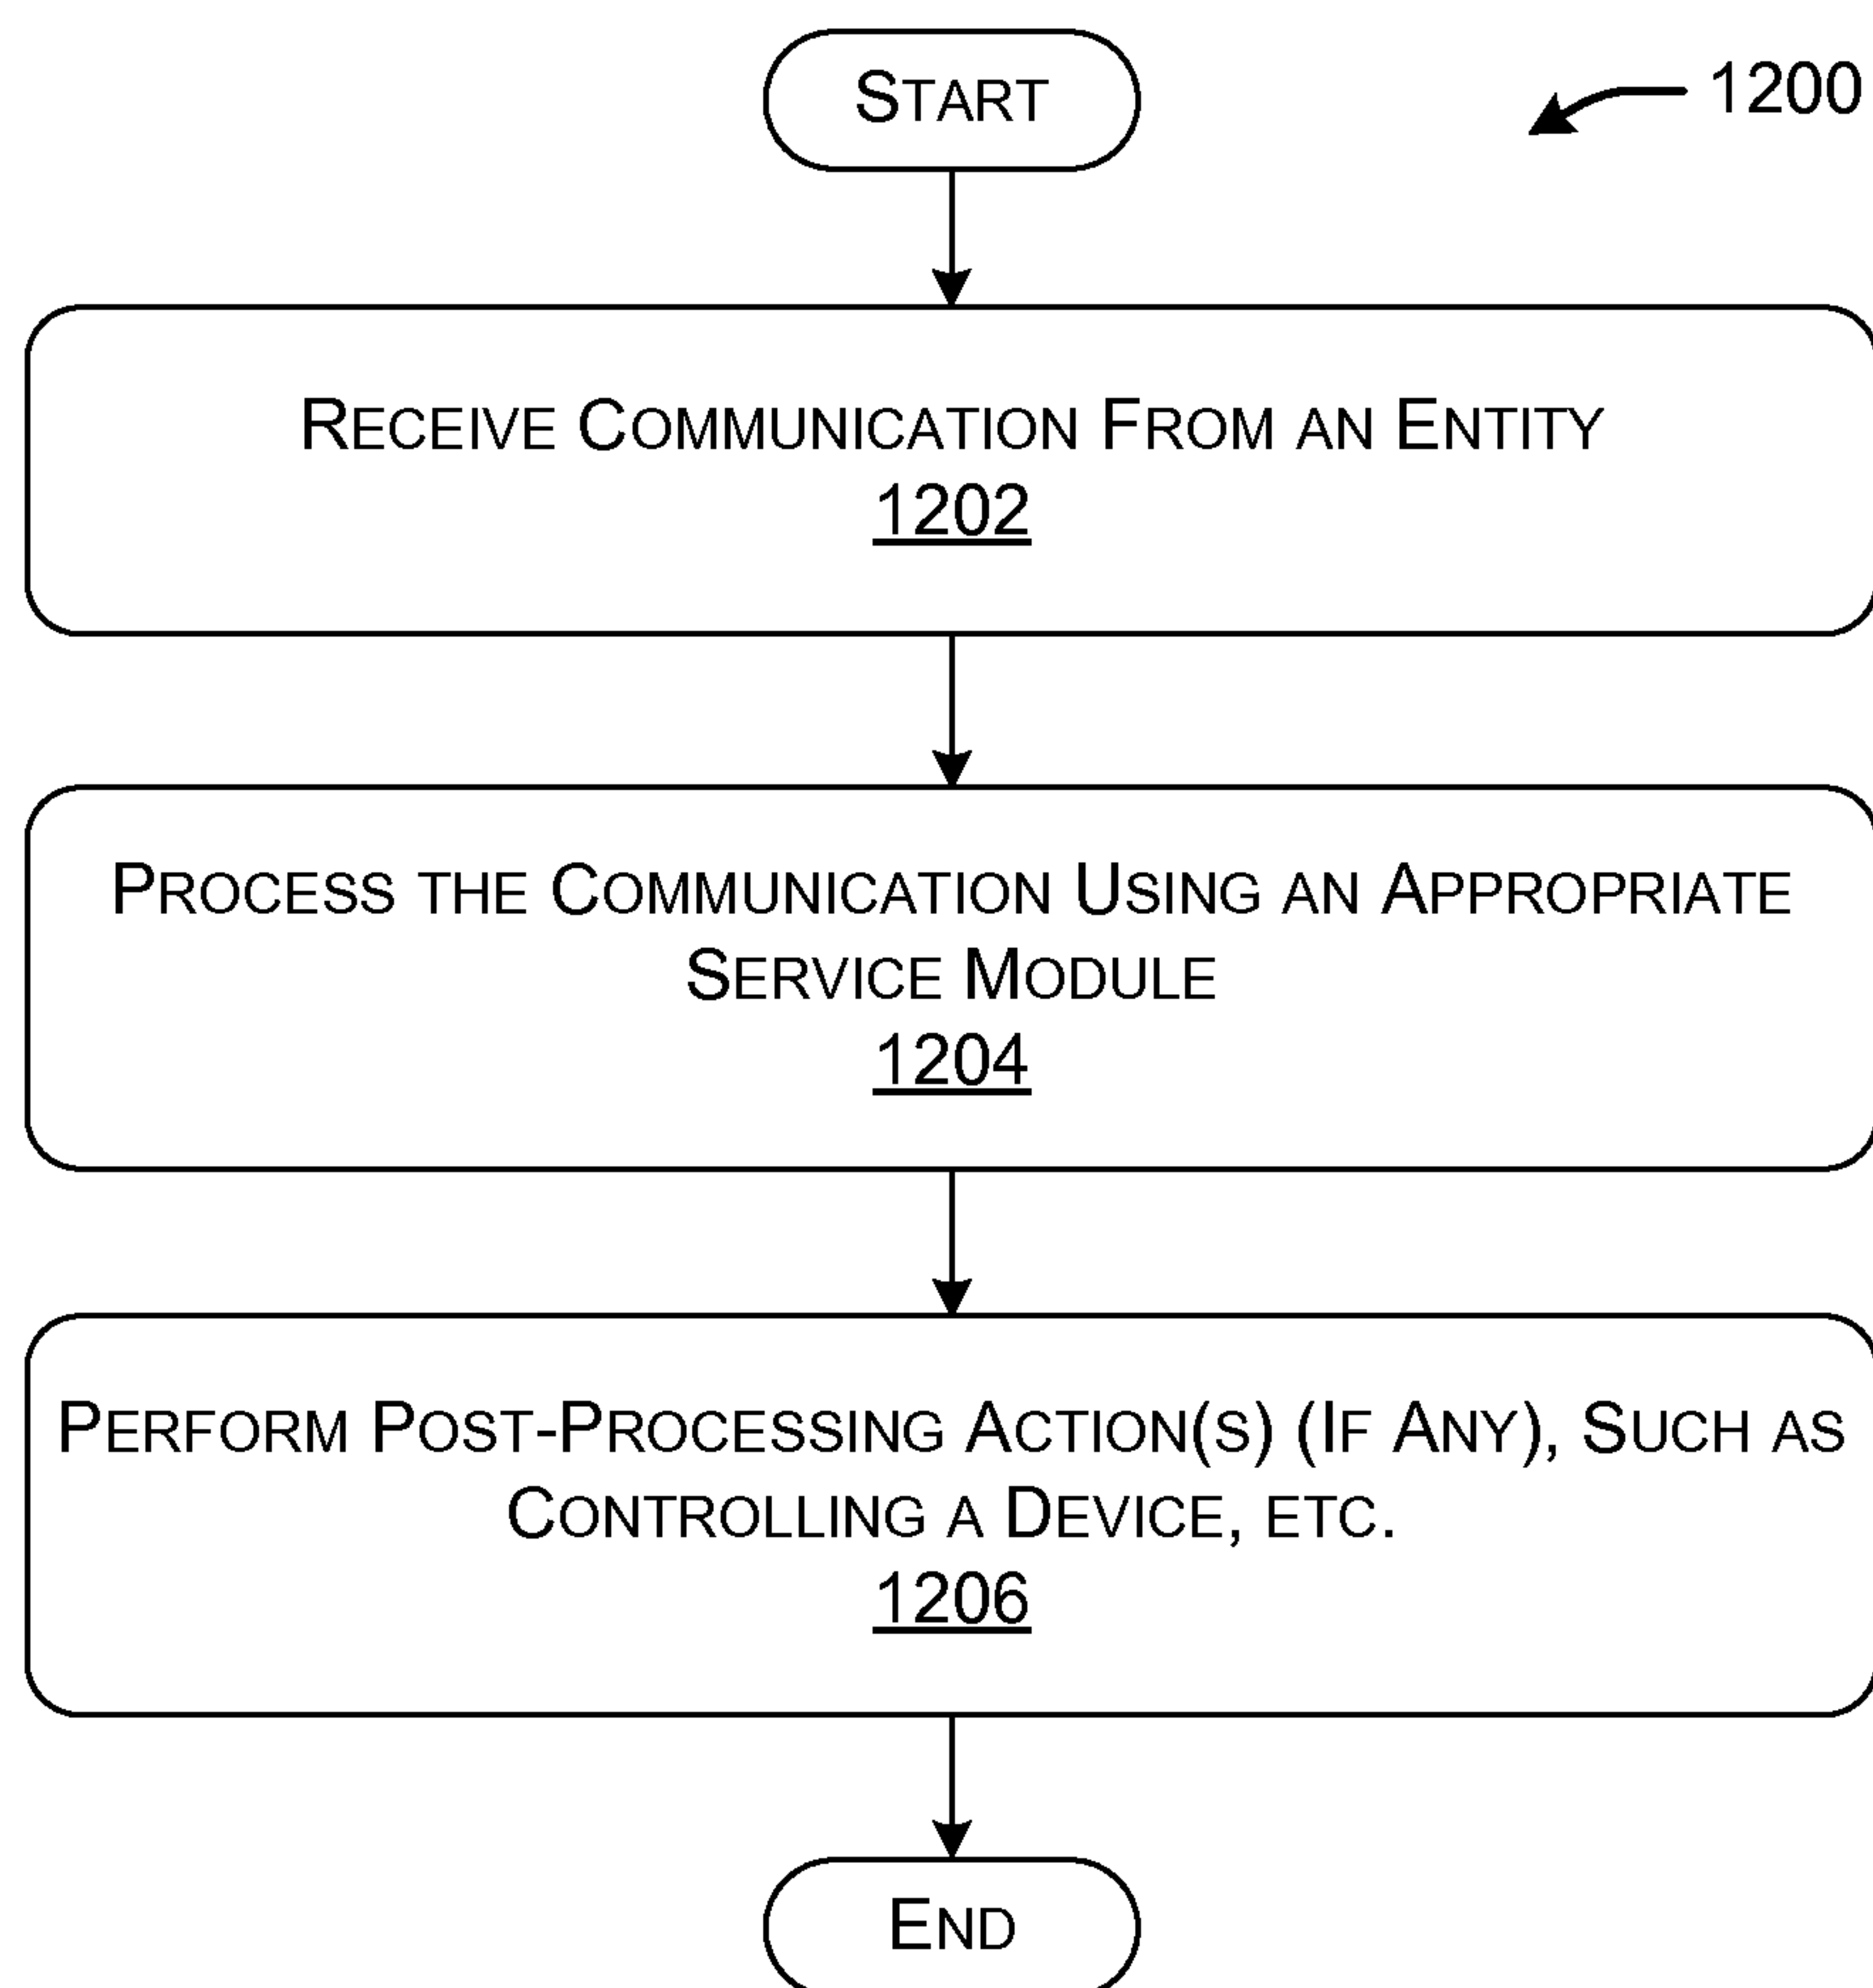 START
1200
RECEIVE COMMUNICATION FROM AN ENTITY
1202
PROCESS THE COMMUNICATION USING AN APPROPRIATE
SERVICE MODULE
1204
PERFORM POST-PROCESSING ACTION(S) (IF ANY), SUCH AS
CONTROLLING A DEVICE, ETC.
1206
END